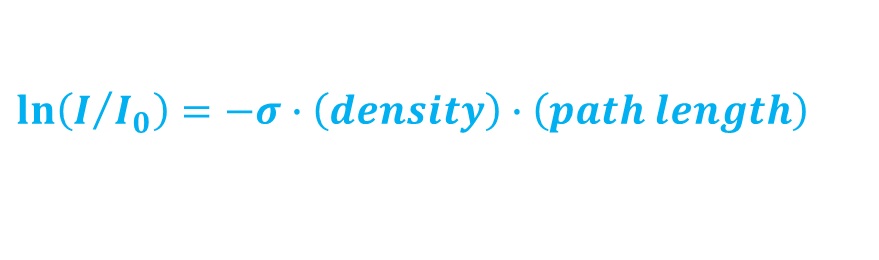 ln(I/I₀) = −σ · (density) · (path length)